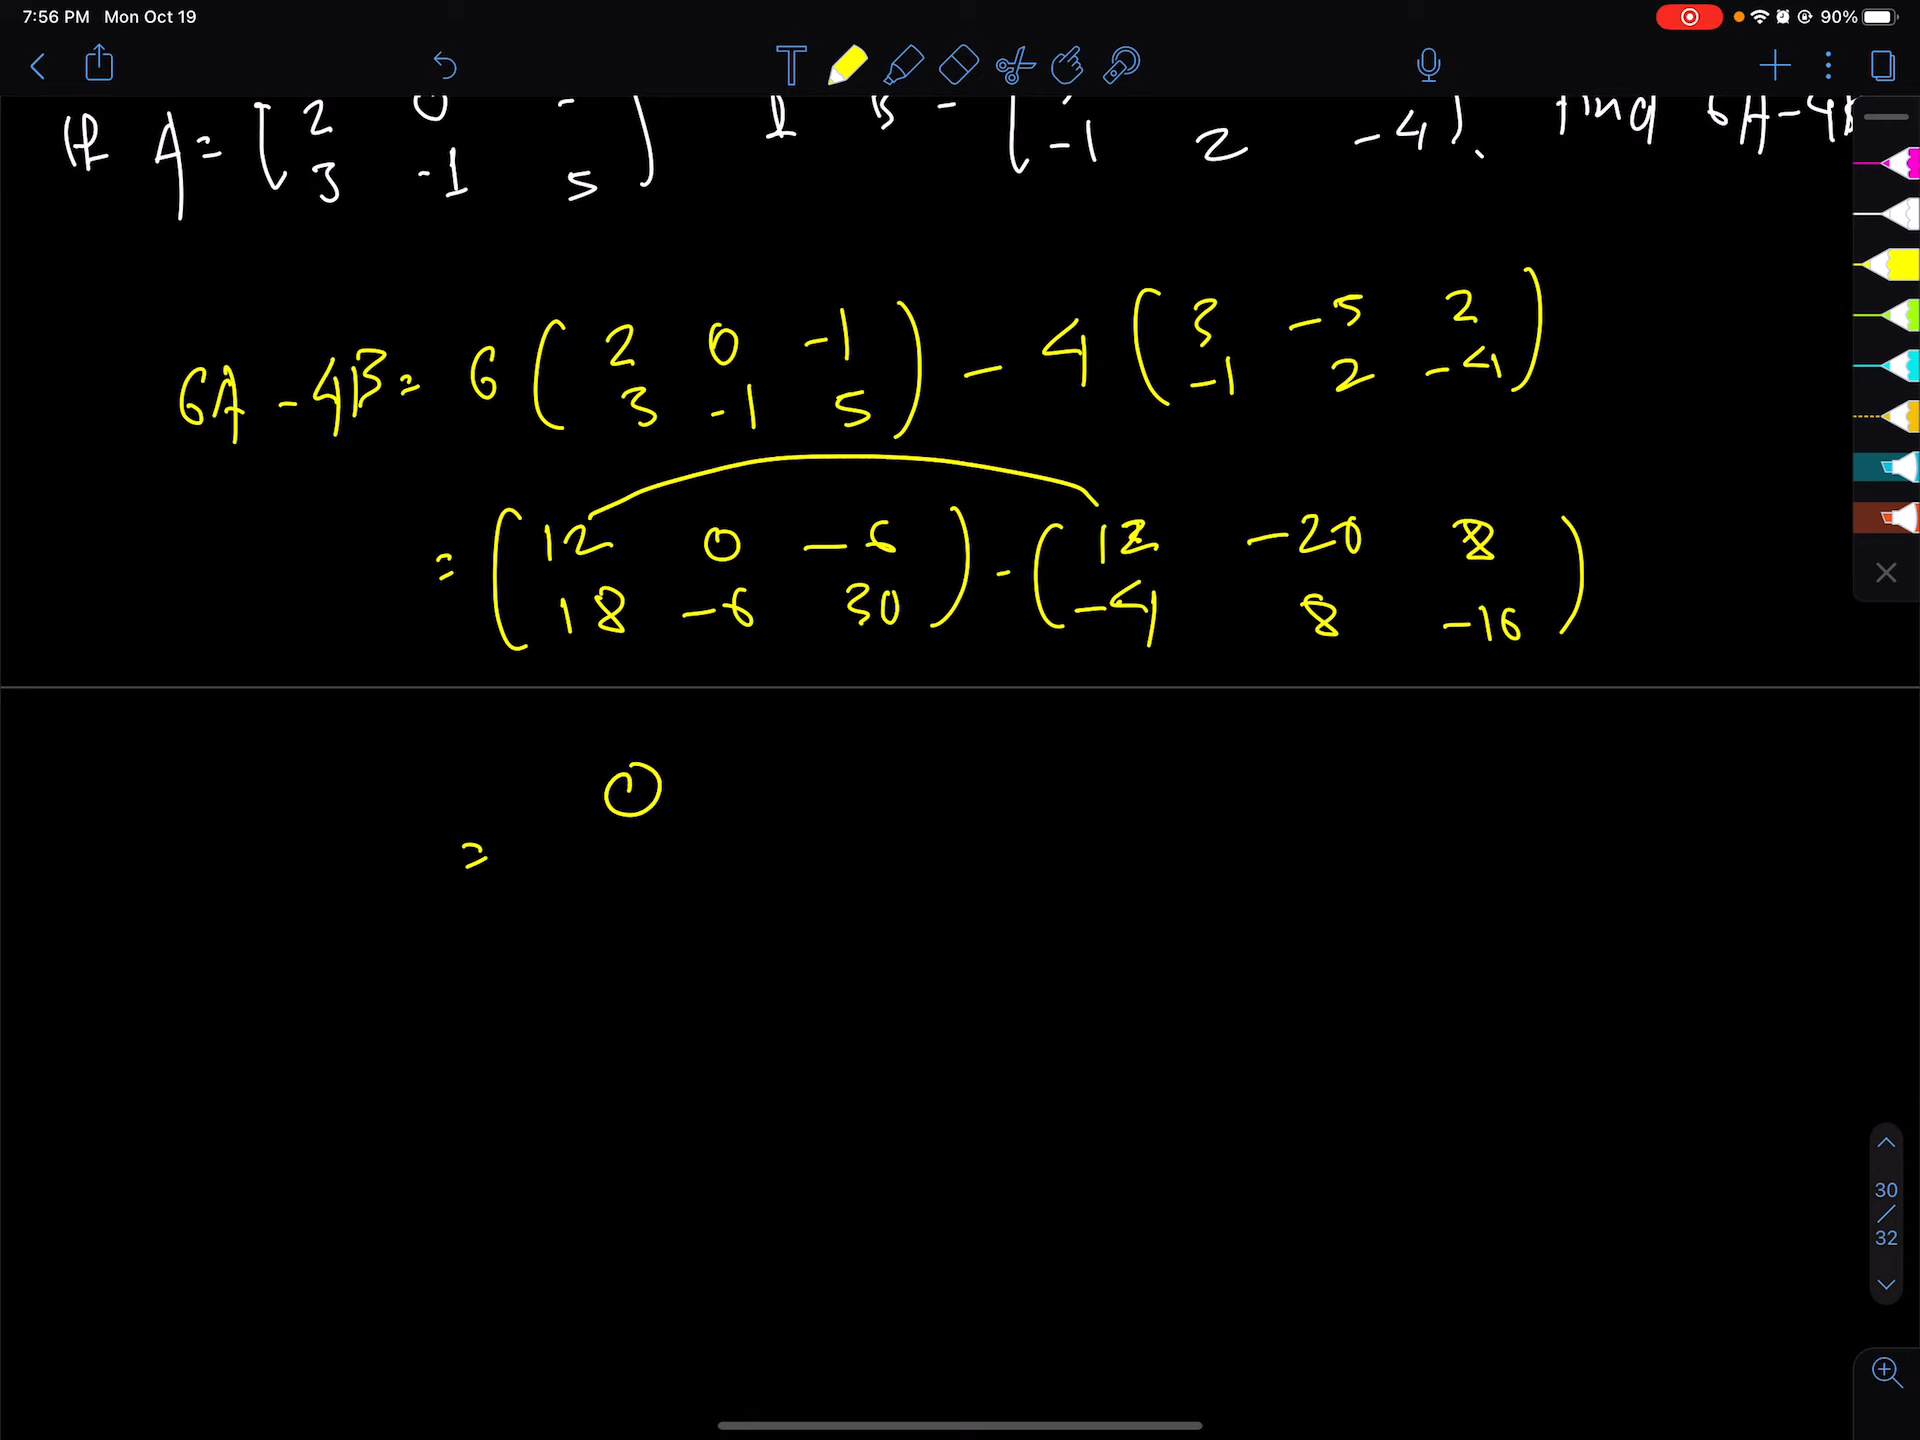 7:56 PM Mon Oct 19 90%
If A = [ 2 0 - & B = [
3 -1 5 ] -1 2 -4 ]. find 6A-4B
6A - 4B = 6 ( 2 0 -1 ) - 4 ( 3 -5 2 )
( 3 -1 5 ) ( -1 2 -4 )
= ( 12 0 -6 ) - ( 12 -20 8 )
( 18 -6 30 ) ( -4 8 -16 )
0
=
30
/
32